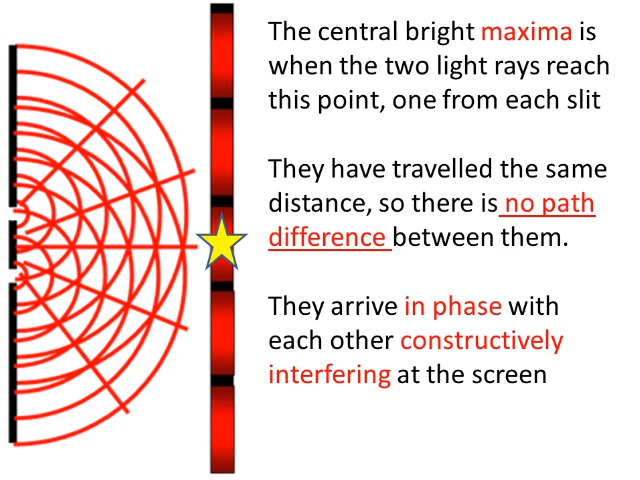 The central bright maxima is
when the two light rays reach
this point, one from each slit
They have travelled the same
distance, so there is no path
difference between them.
They arrive in phase with
each other constructively
interfering at the screen